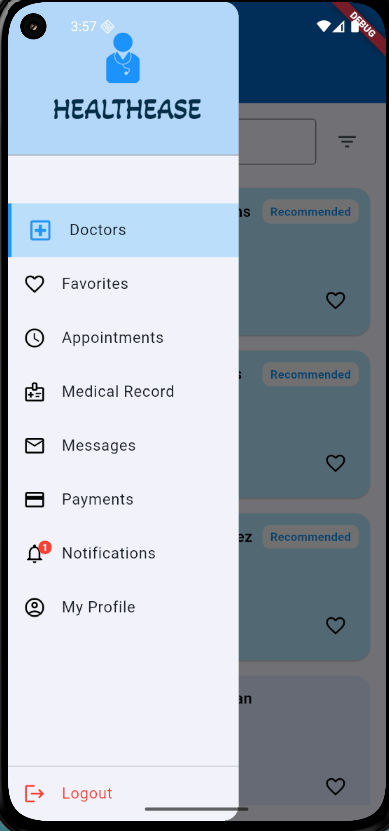 3:57
DEBUG
HEALTHEASE
ns
Recommended
Doctors
Favorites
Appointments
s
Recommended
Medical Record
Messages
Payments
ez
Recommended
1
Notifications
My Profile
an
Logout